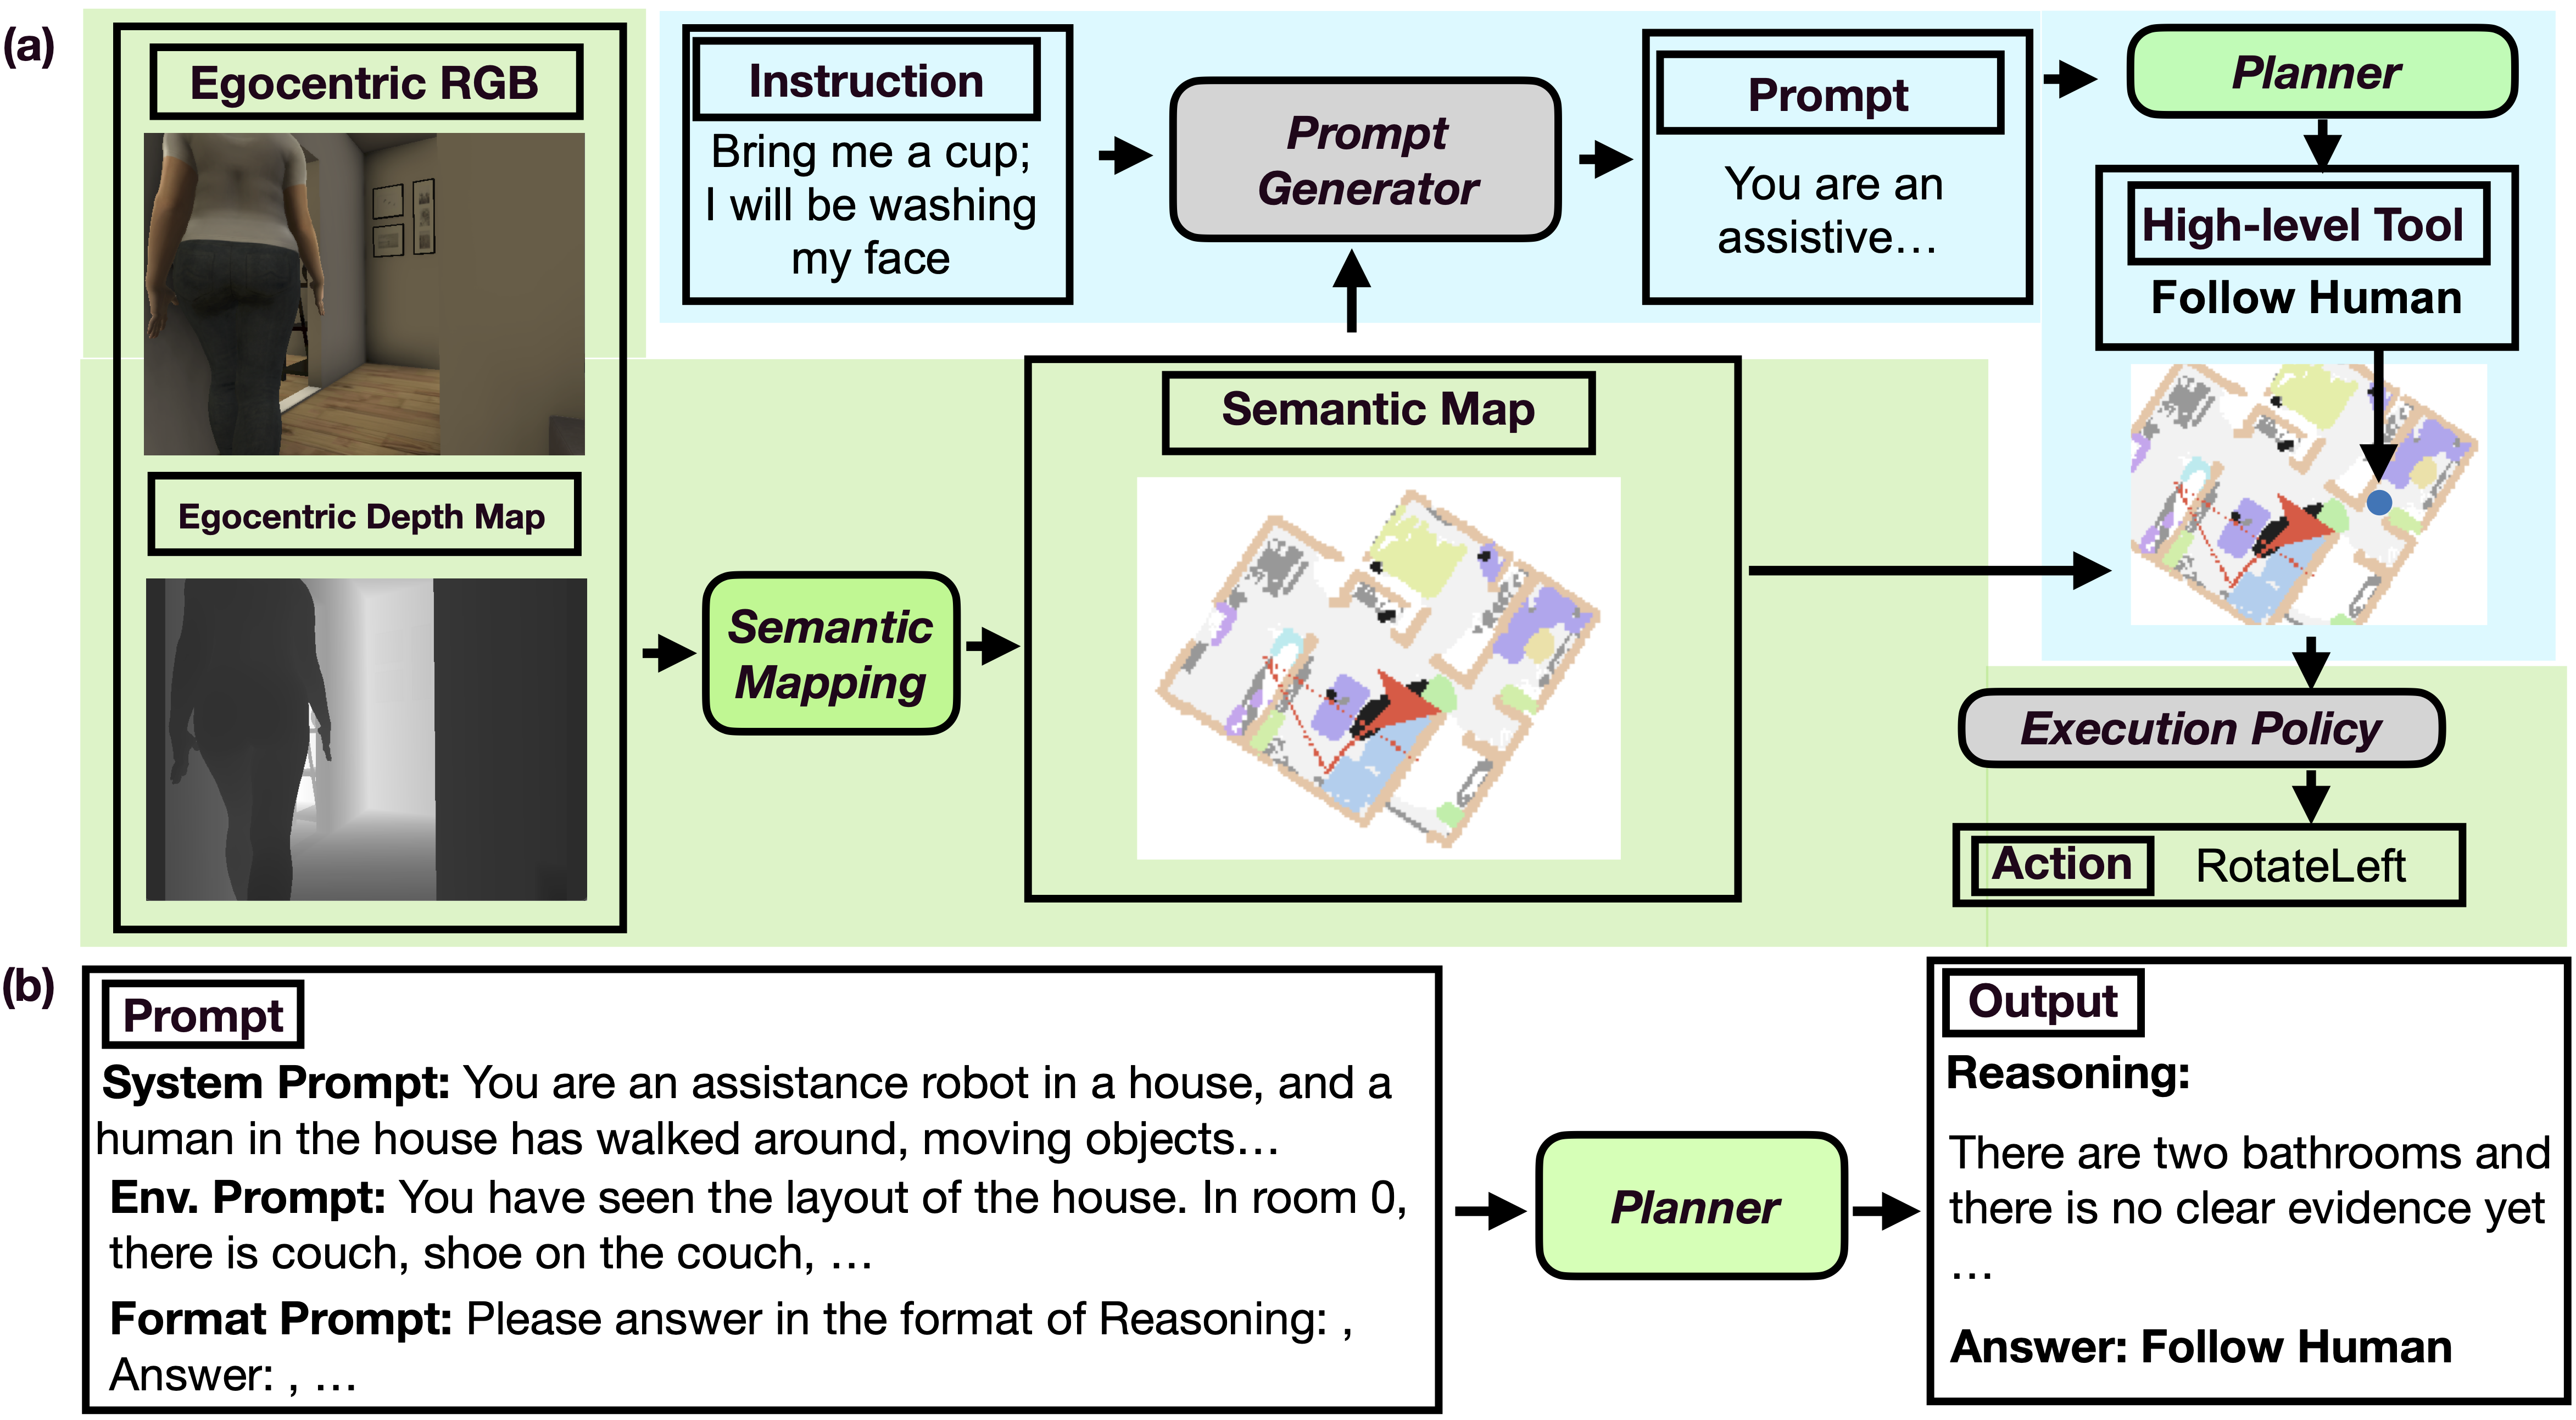 (a)
Egocentric RGB
Egocentric Depth Map
Instruction
Bring me a cup;
I will be washing
my face
Prompt
Generator
Prompt
You are an
assistive...
Planner
High-level Tool
Follow Human
Semantic
Mapping
Semantic Map
Execution Policy
Action RotateLeft
(b)
Prompt
System Prompt: You are an assistance robot in a house, and a
human in the house has walked around, moving objects...
Env. Prompt: You have seen the layout of the house. In room 0,
there is couch, shoe on the couch, ...
Format Prompt: Please answer in the format of Reasoning: ,
Answer: , ...
Planner
Output
Reasoning:
There are two bathrooms and
there is no clear evidence yet
...
Answer: Follow Human